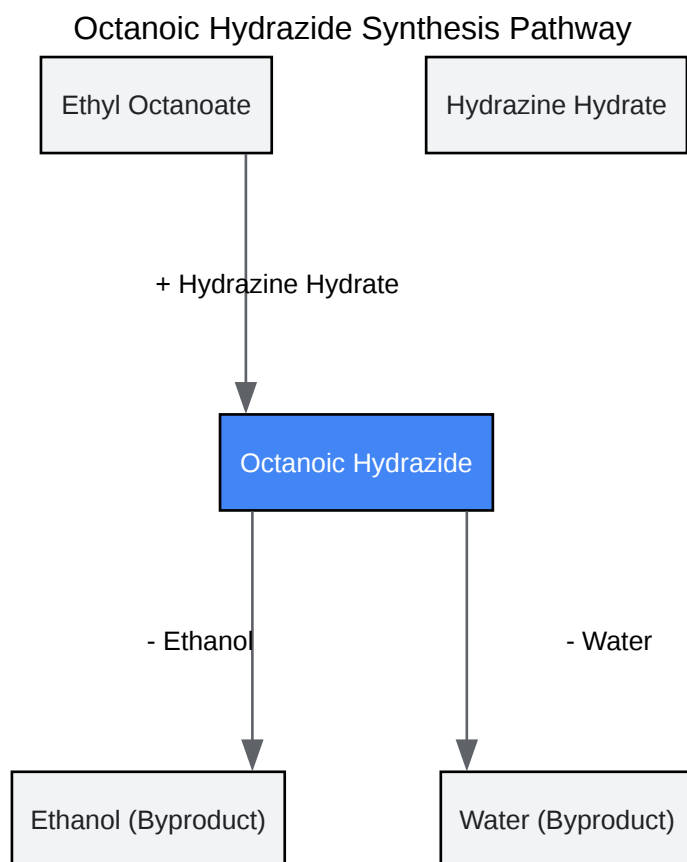 Octanoic Hydrazide Synthesis Pathway
Ethyl Octanoate
Hydrazine Hydrate
+ Hydrazine Hydrate
Octanoic Hydrazide
- Ethanol
- Water
Ethanol (Byproduct)
Water (Byproduct)